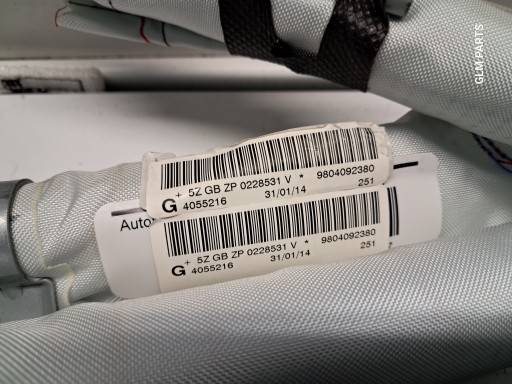 + 5Z GB ZP 0228531 V * 9804092380
G 4055216 31/01/14 251
Auto
+ 5Z GB ZP 0228531 V * 9804092380
G 4055216 31/01/14 251
GLM PARTS